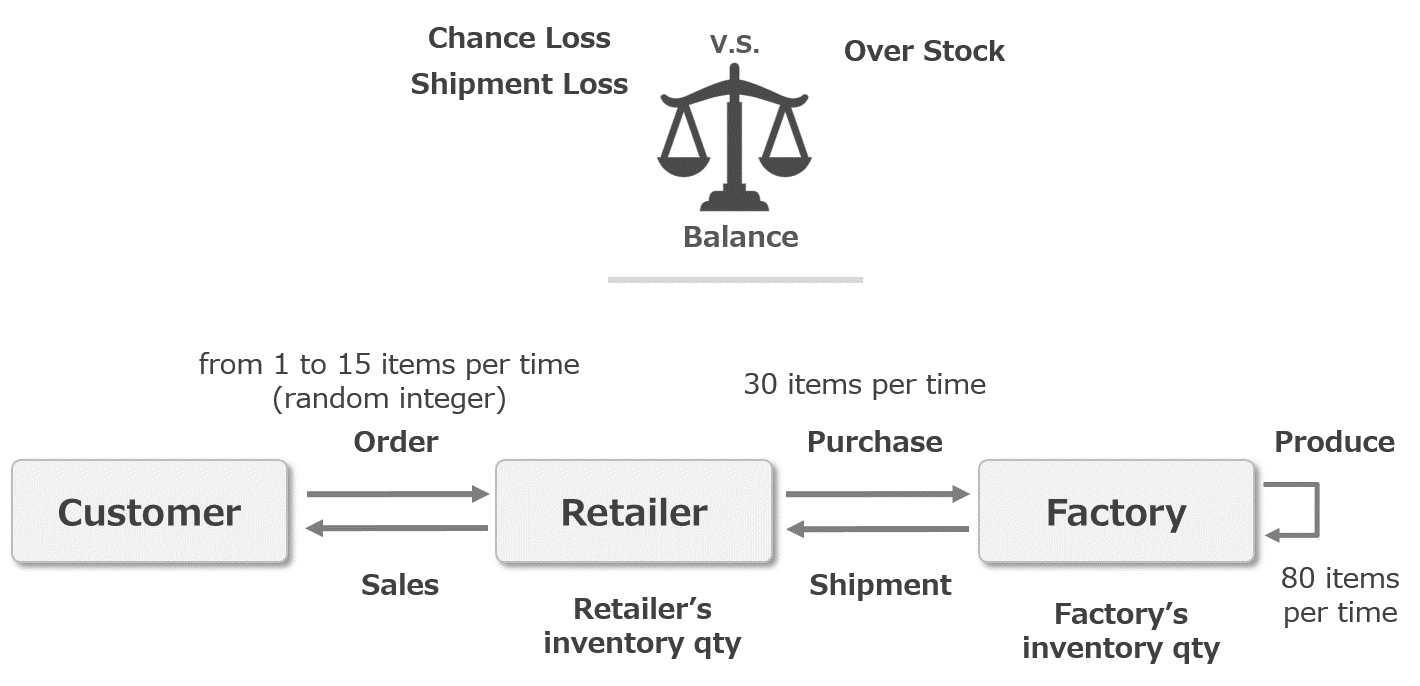 Chance Loss
Shipment Loss
V.S.
Over Stock
Balance
from 1 to 15 items per time
(random integer)
Order
30 items per time
Purchase
Produce
Customer
Retailer
Factory
Sales
Shipment
80 items
per time
Retailer’s
inventory qty
Factory’s
inventory qty